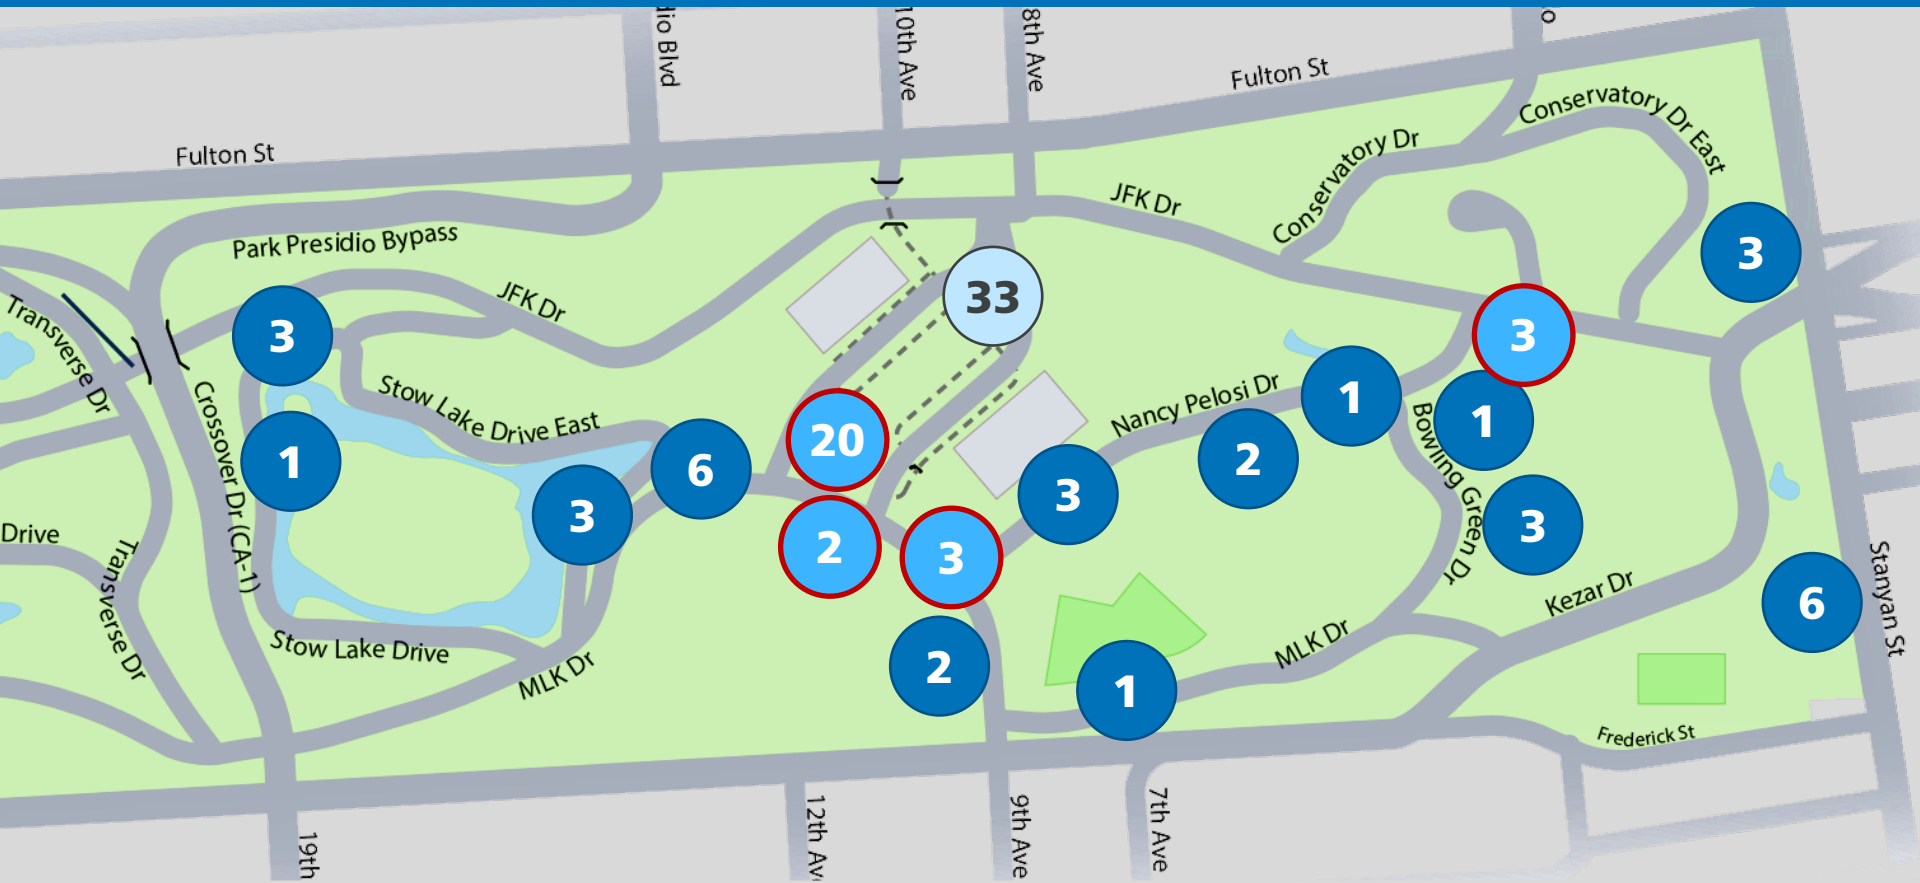 dio Blvd
10th Ave
8th Ave
o
Fulton St
Conservatory Dr East
Conservatory Dr
Fulton St
JFK Dr
Park Presidio Bypass
3
33
JFK Dr
Transverse Dr
3
3
Stow Lake Drive East
Nancy Pelosi Dr
1
1
Crossover Dr (CA-1)
Bowling Green Dr
20
1
6
2
3
3
3
Drive
Transverse Dr
2
3
Kezar Dr
Stanyan St
6
Stow Lake Drive
MLK Dr
MLK Dr
2
1
Frederick St
19th
12th Av
9th Ave
7th Ave